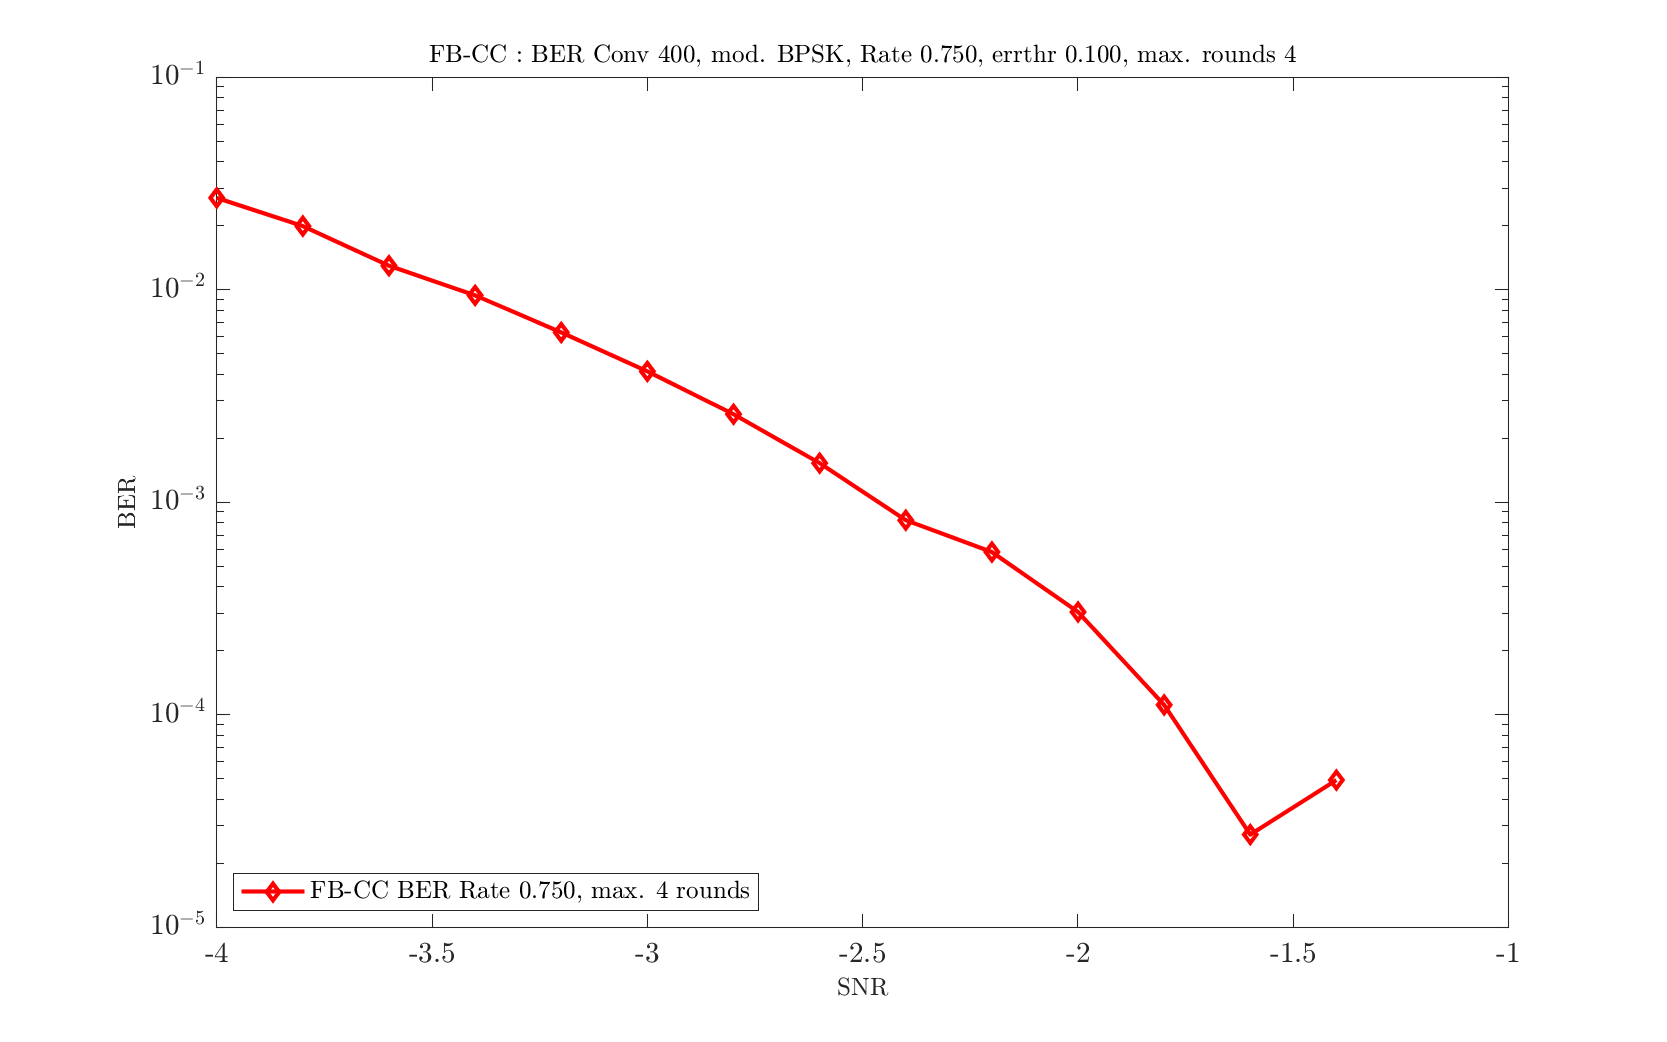 FB-CC : BER Conv 400, mod. BPSK, Rate 0.750, errthr 0.100, max. rounds 4
10⁻¹
10⁻²
10⁻³
10⁻⁴
10⁻⁵
BER
FB-CC BER Rate 0.750, max. 4 rounds
-4 -3.5 -3 -2.5 -2 -1.5 -1
SNR